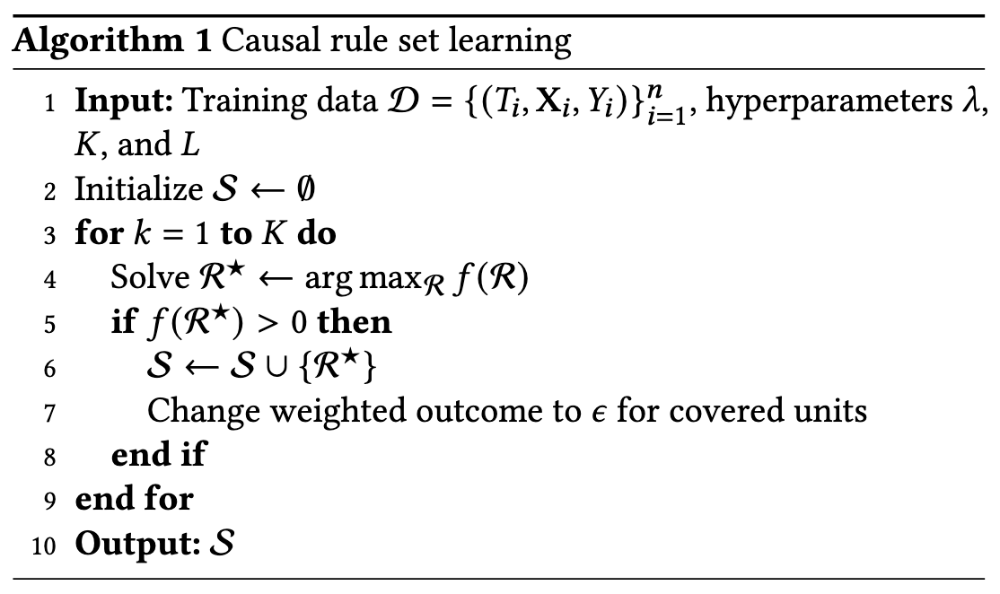 Algorithm 1 Causal rule set learning
1 Input: Training data 𝒟 = {(Tᵢ, 𝐗ᵢ, Yᵢ)}ⁿᵢ₌₁, hyperparameters λ,
K, and L
2 Initialize 𝒮 ← ∅
3 for k = 1 to K do
4 Solve ℛ★ ← arg max_ℛ f(ℛ)
5 if f(ℛ★) > 0 then
6 𝒮 ← 𝒮 ∪ {ℛ★}
7 Change weighted outcome to ϵ for covered units
8 end if
9 end for
10 Output: 𝒮